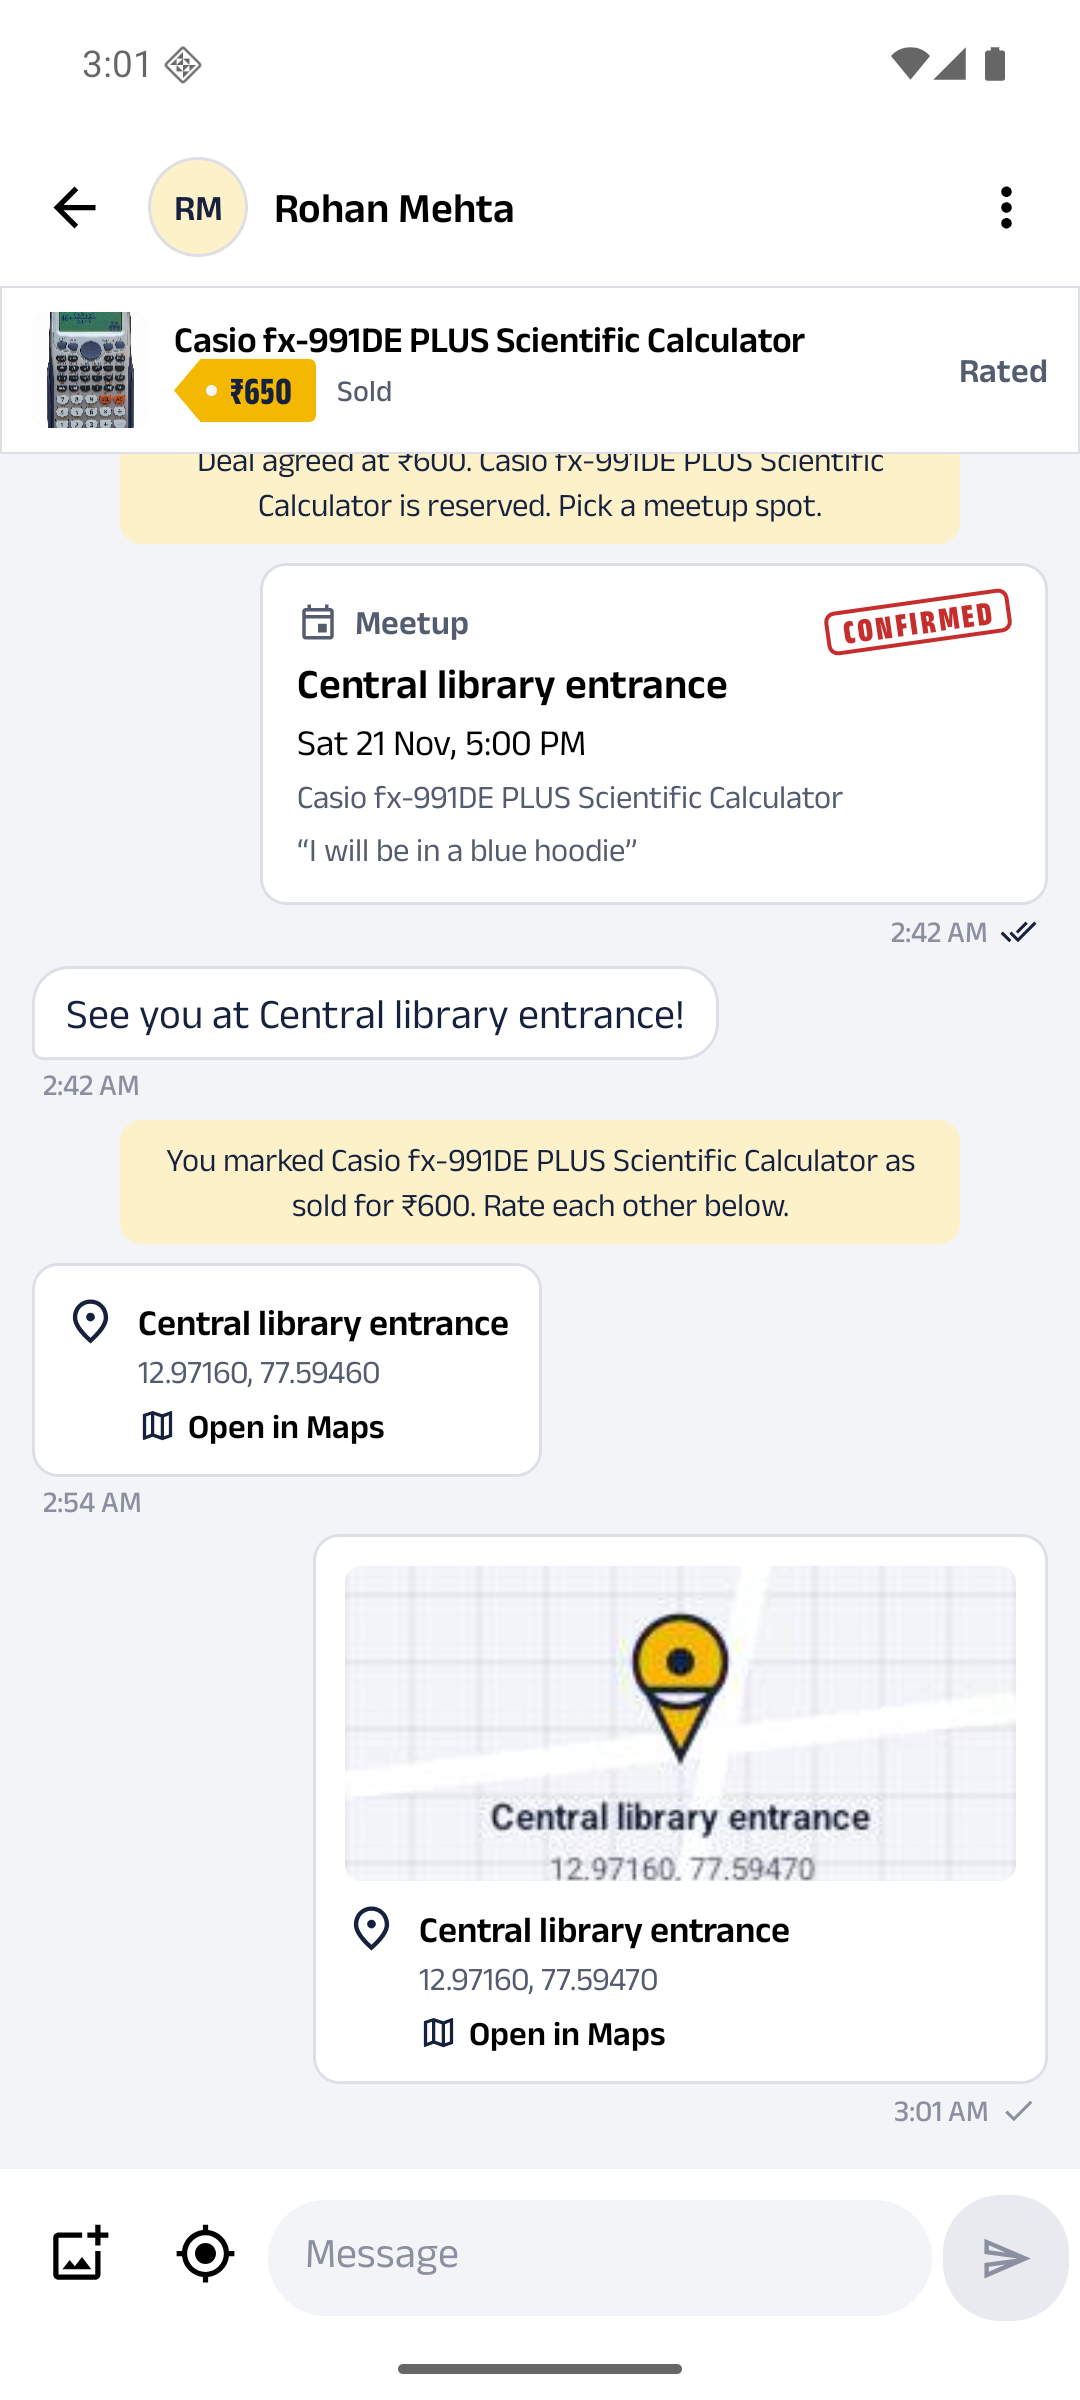 3:01
RM
Rohan Mehta
Casio fx-991DE PLUS Scientific Calculator
₹650
Sold
Rated
Deal agreed at ₹600. Casio fx-991DE PLUS Scientific
Calculator is reserved. Pick a meetup spot.
Meetup
CONFIRMED
Central library entrance
Sat 21 Nov, 5:00 PM
Casio fx-991DE PLUS Scientific Calculator
“I will be in a blue hoodie”
2:42 AM
See you at Central library entrance!
2:42 AM
You marked Casio fx-991DE PLUS Scientific Calculator as
sold for ₹600. Rate each other below.
Central library entrance
12.97160, 77.59460
Open in Maps
2:54 AM
Central library entrance
12.97160, 77.59470
Central library entrance
12.97160, 77.59470
Open in Maps
3:01 AM
Message